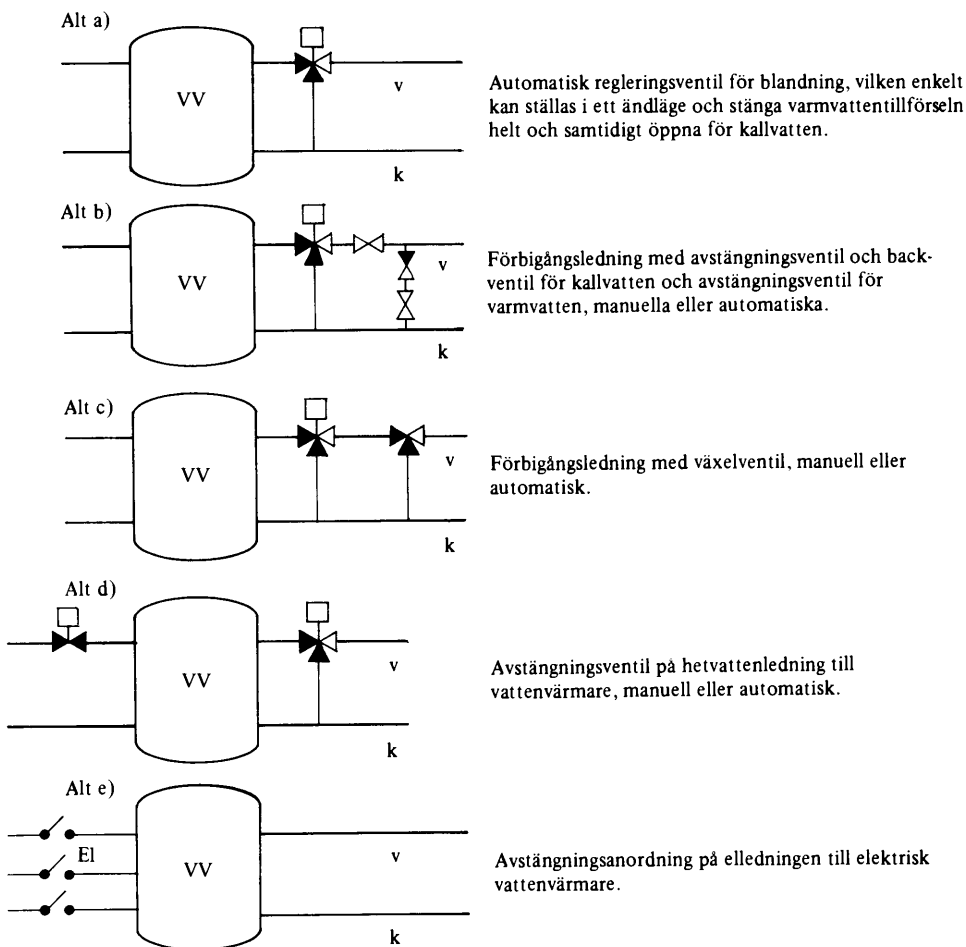 Alt a)
VV
v
k
Automatisk regleringsventil för blandning, vilken enkelt
kan ställas i ett ändläge och stänga varmvattentillförseln
helt och samtidigt öppna för kallvatten.
Alt b)
VV
v
k
Förbigångsledning med avstängningsventil och back-
ventil för kallvatten och avstängningsventil för
varmvatten, manuella eller automatiska.
Alt c)
VV
v
k
Förbigångsledning med växelventil, manuell eller
automatisk.
Alt d)
VV
v
k
Avstängningsventil på hetvattenledning till
vattenvärmare, manuell eller automatisk.
Alt e)
El
VV
v
k
Avstängningsanordning på elledningen till elektrisk
vattenvärmare.